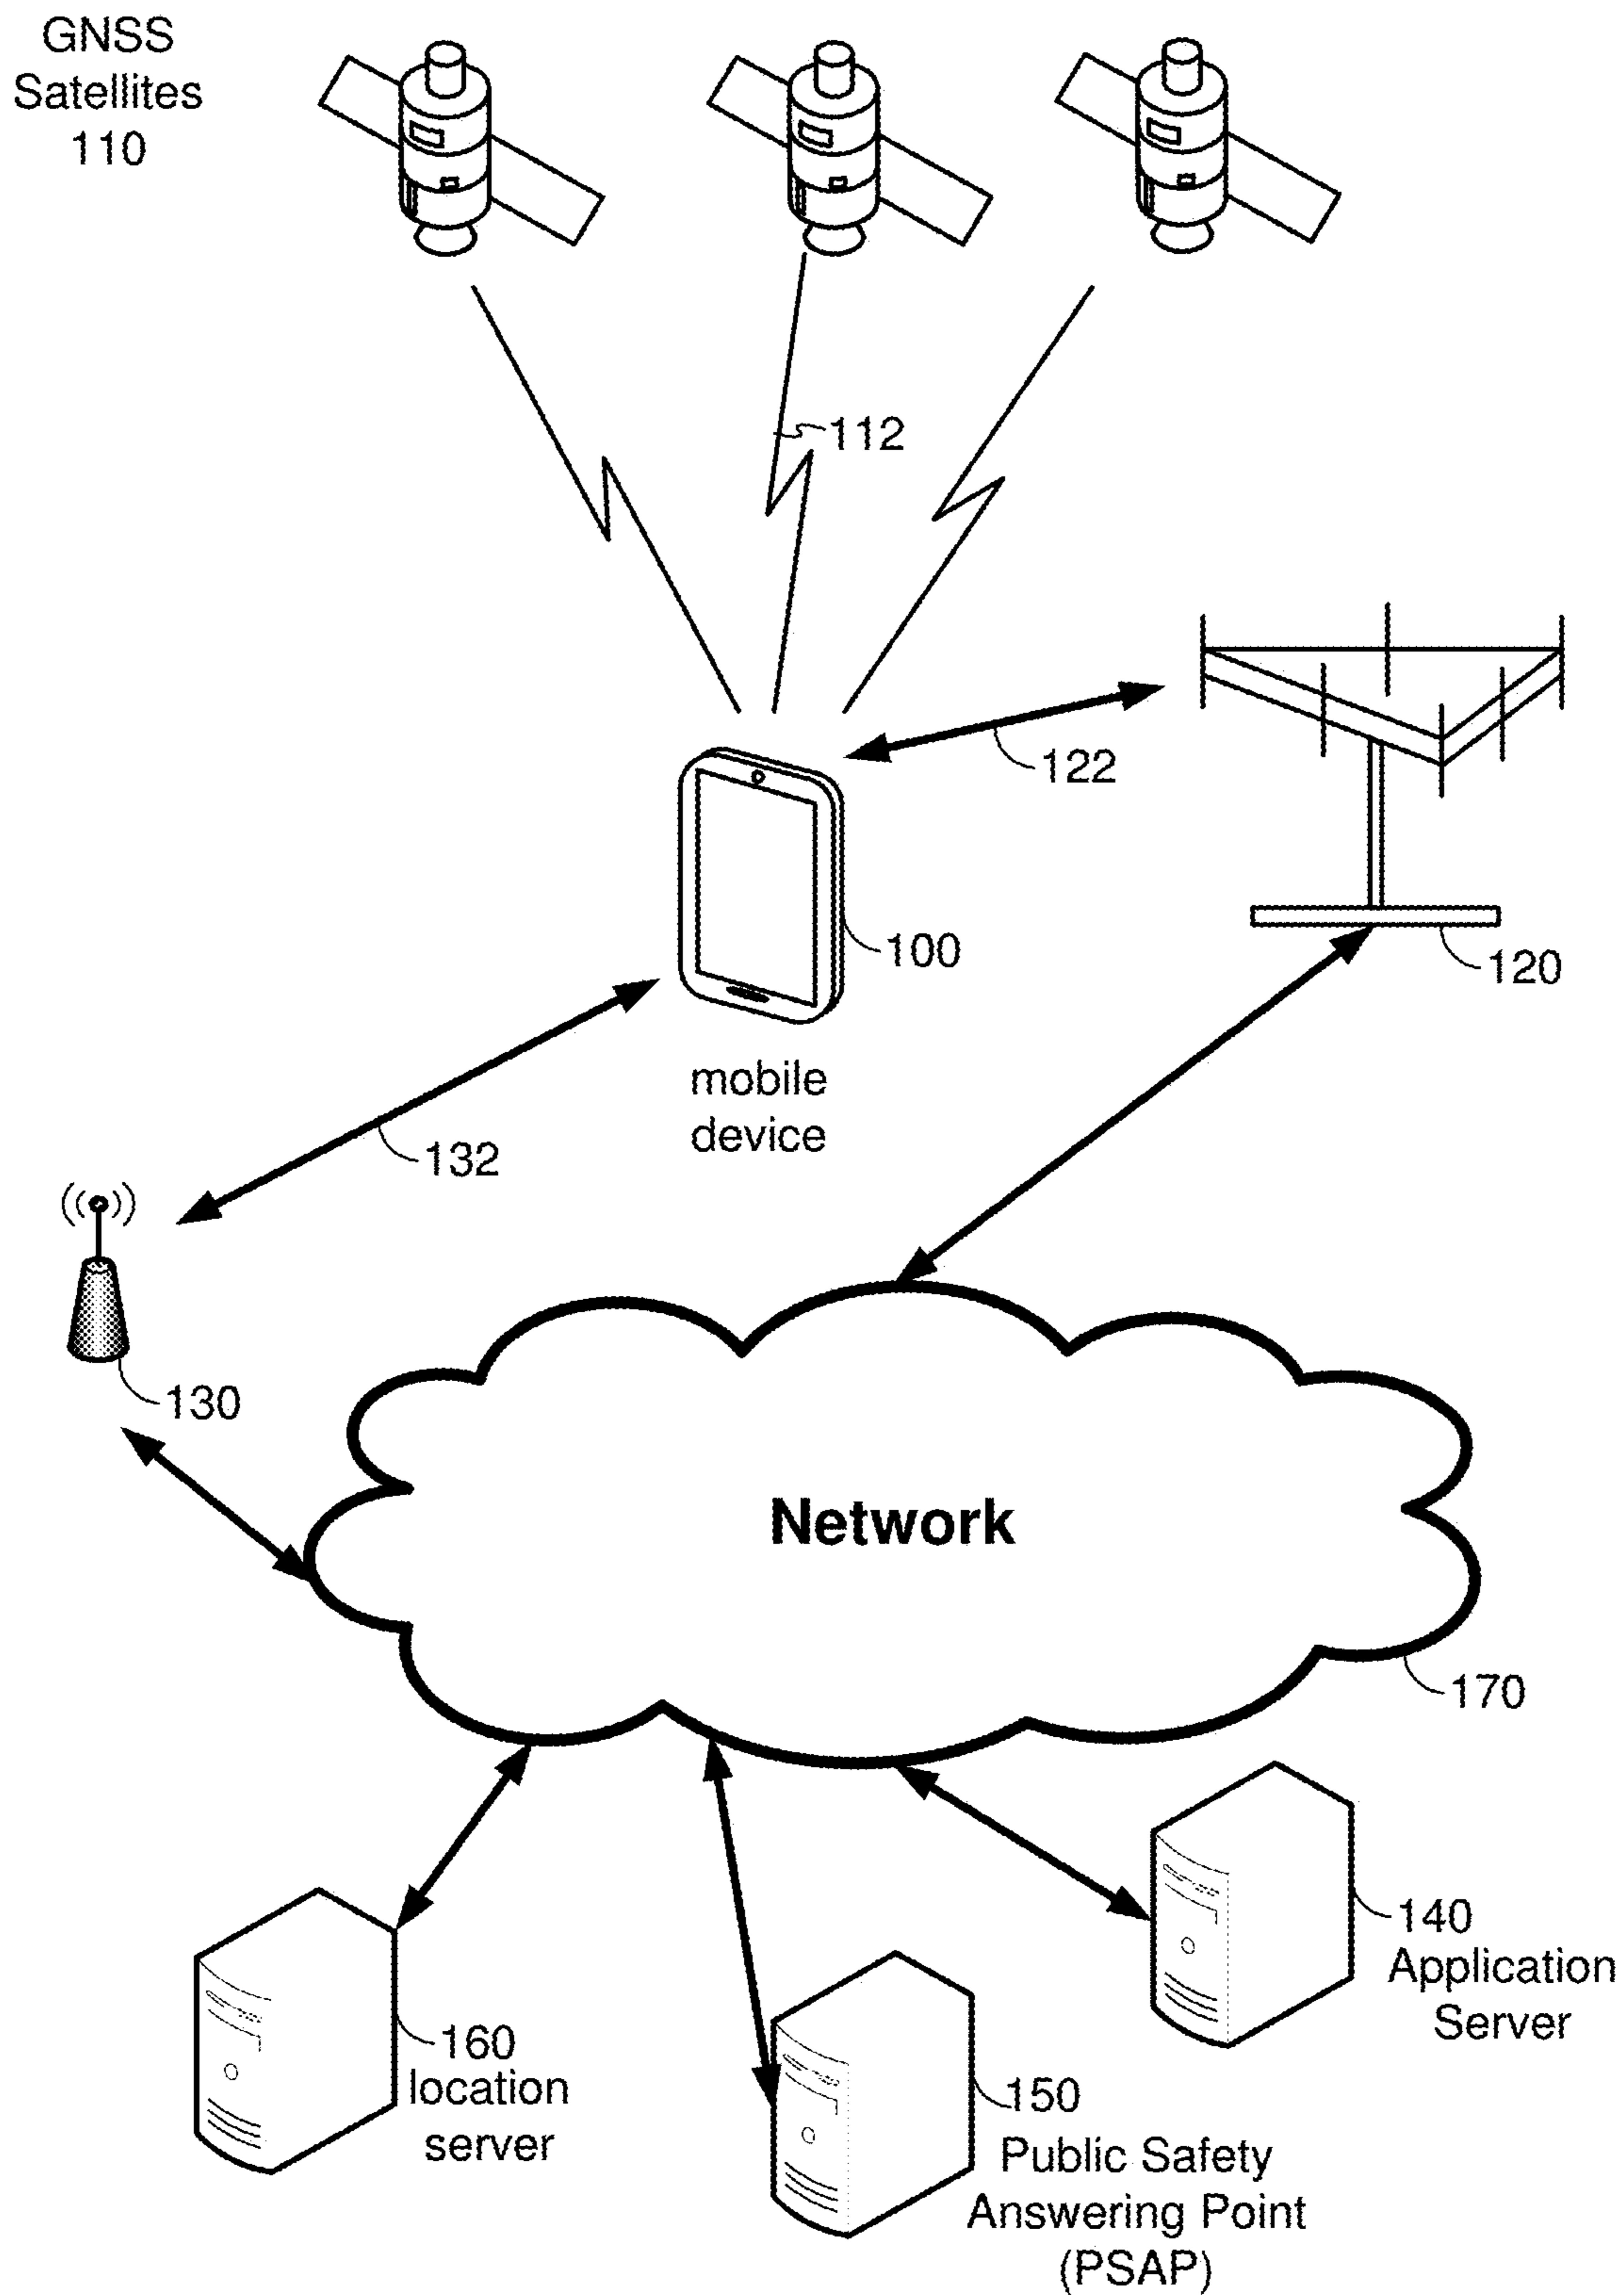 GNSS
Satellites
110
112
122
100
120
mobile
device
132
130
Network
170
140
Application
Server
160
location
server
150
Public Safety
Answering Point
(PSAP)